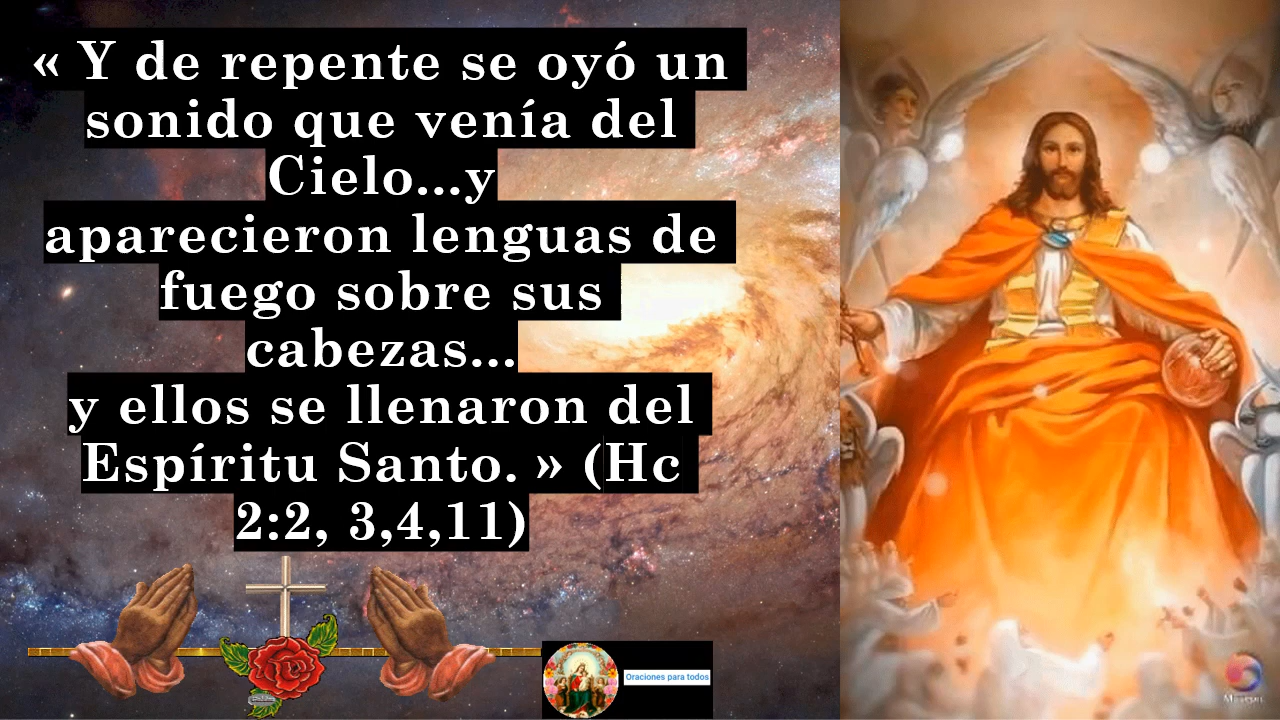 « Y de repente se oyó un
sonido que venía del
Cielo...y
aparecieron lenguas de
fuego sobre sus
cabezas...
y ellos se llenaron del
Espíritu Santo. » (Hc
2:2, 3,4,11)
Oraciones para todos